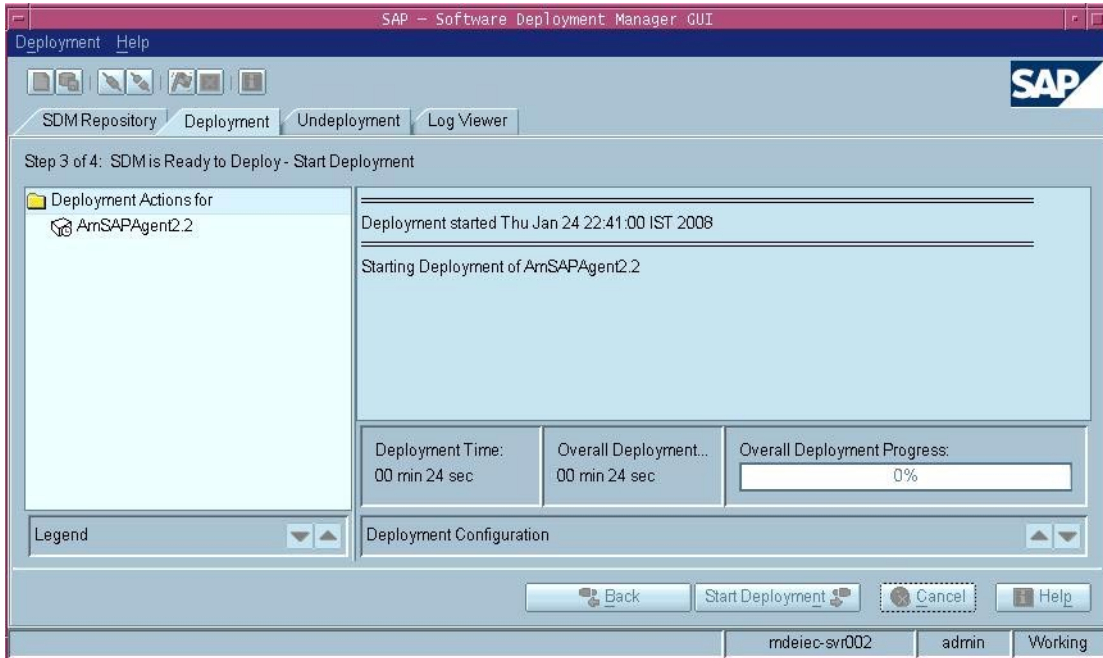 SAP - Software Deployment Manager GUI
Deployment Help
SAP
SDM Repository Deployment Undeployment Log Viewer
Step 3 of 4: SDM is Ready to Deploy - Start Deployment
Deployment Actions for
AmSAPAgent2.2
Deployment started Thu Jan 24 22:41:00 IST 2008
Starting Deployment of AmSAPAgent2.2
Deployment Time:
00 min 24 sec
Overall Deployment...
00 min 24 sec
Overall Deployment Progress:
0%
Legend
Deployment Configuration
Back Start Deployment Cancel Help
mdeiec-svr002 admin Working